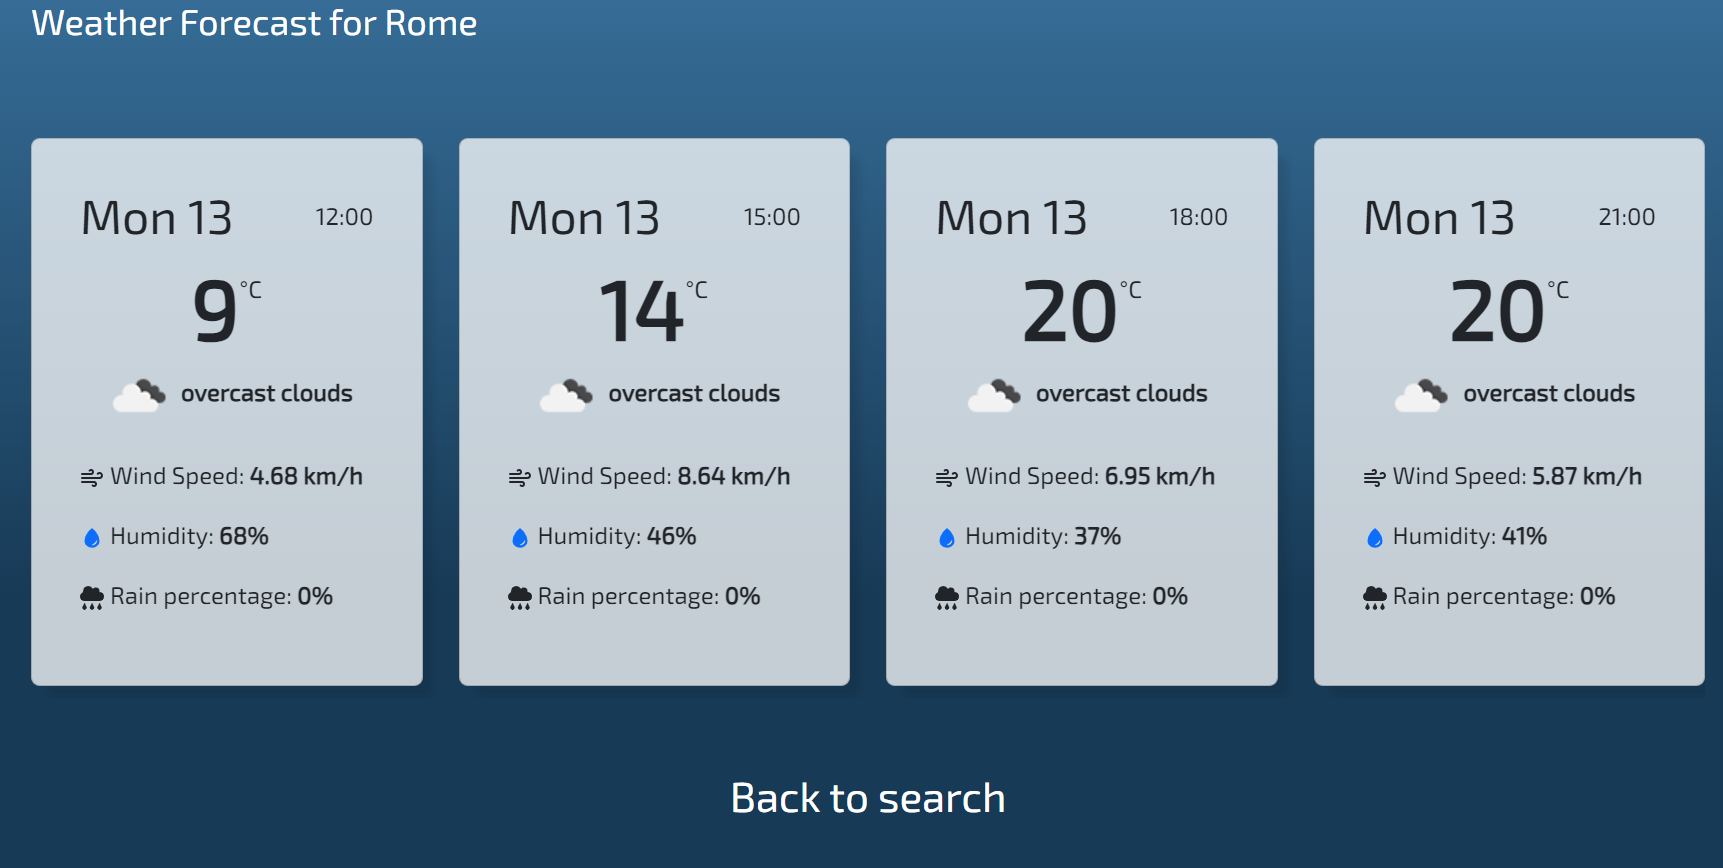 Weather Forecast for Rome
Mon 13 12:00
9 °C
overcast clouds
Wind Speed: 4.68 km/h
Humidity: 68%
Rain percentage: 0%
Mon 13 15:00
14 °C
overcast clouds
Wind Speed: 8.64 km/h
Humidity: 46%
Rain percentage: 0%
Mon 13 18:00
20 °C
overcast clouds
Wind Speed: 6.95 km/h
Humidity: 37%
Rain percentage: 0%
Mon 13 21:00
20 °C
overcast clouds
Wind Speed: 5.87 km/h
Humidity: 41%
Rain percentage: 0%
Back to search